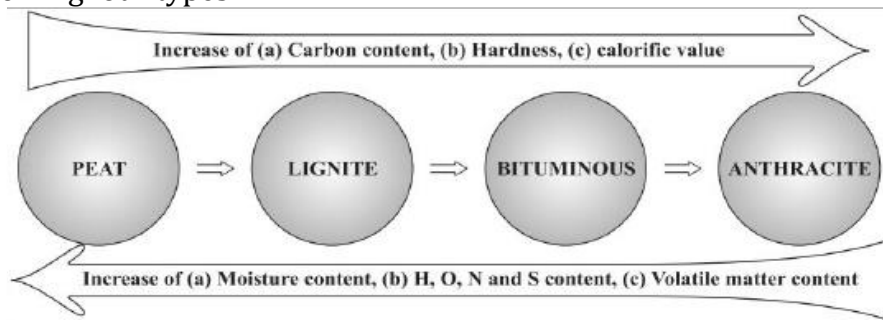 types
Increase of (a) Carbon content, (b) Hardness, (c) calorific value
PEAT
LIGNITE
BITUMINOUS
ANTHRACITE
Increase of (a) Moisture content, (b) H, O, N and S content, (c) Volatile matter content